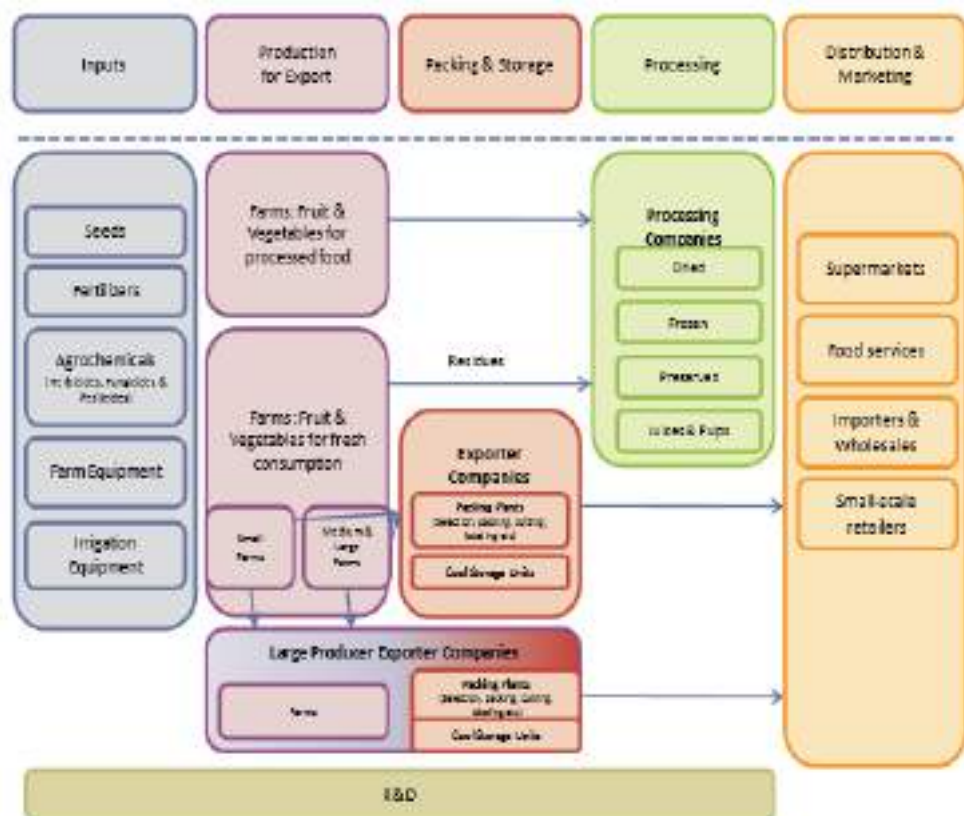 Inputs
Production
for Export
Packing & Storage
Processing
Distribution &
Marketing
Seeds
Fertilizers
Agrochemicals
Farm Equipment
Irrigation
Equipment
Farms: Fruit &
Vegetables for
processed food
Farms: Fruit &
Vegetables for fresh
consumption
Small
Farms
Medium &
Large
Farms
Residues
Exporter
Companies
Packing Plants
Cool Storage Units
Processing
Companies
Dried
Frozen
Preserved
Juices & Pulps
Supermarkets
Food services
Importers &
Wholesales
Small-scale
retailers
Large Producer Exporter Companies
Farms
Packing Plants
Cool Storage Units
R&D